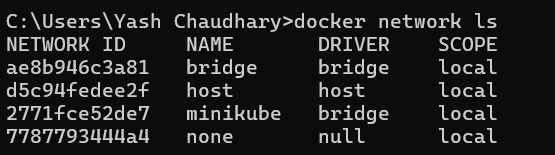 C:\Users\Yash Chaudhary>docker network ls
NETWORK ID NAME DRIVER SCOPE
ae8b946c3a81 bridge bridge local
d5c94fedee2f host host local
2771fce52de7 minikube bridge local
7787793444a4 none null local